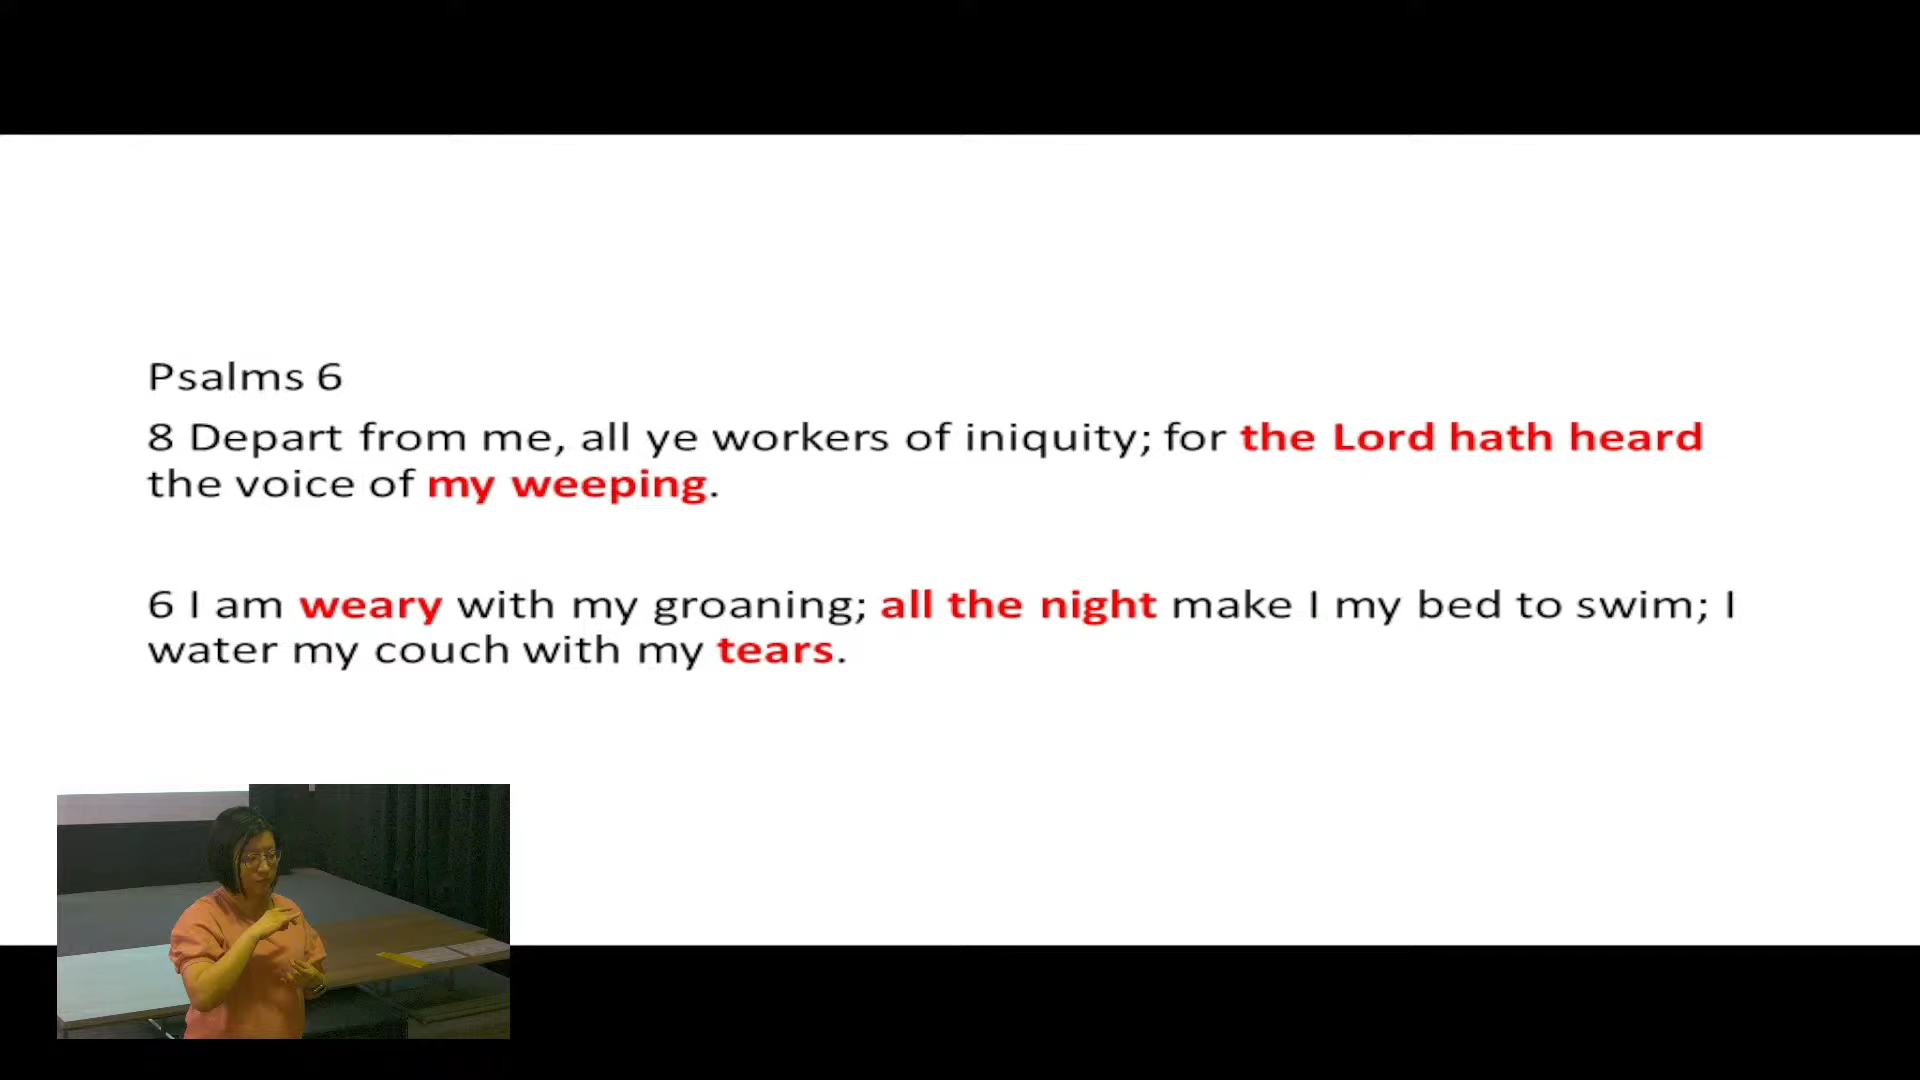 Psalms 6
8 Depart from me, all ye workers of iniquity; for the Lord hath heard
the voice of my weeping.
6 I am weary with my groaning; all the night make I my bed to swim; I
water my couch with my tears.